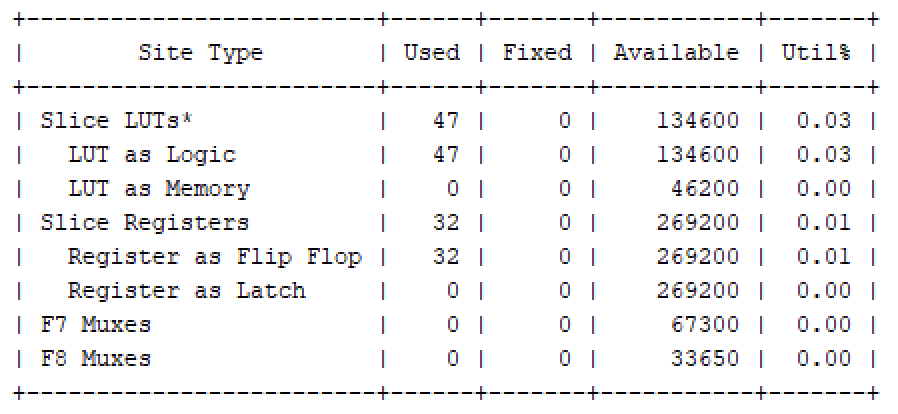 +----------------------------+------+-------+-----------+-------+
|          Site Type         | Used | Fixed | Available | Util% |
+----------------------------+------+-------+-----------+-------+
| Slice LUTs*                |   47 |     0 |    134600 |  0.03 |
|   LUT as Logic             |   47 |     0 |    134600 |  0.03 |
|   LUT as Memory            |    0 |     0 |     46200 |  0.00 |
| Slice Registers            |   32 |     0 |    269200 |  0.01 |
|   Register as Flip Flop    |   32 |     0 |    269200 |  0.01 |
|   Register as Latch        |    0 |     0 |    269200 |  0.00 |
| F7 Muxes                   |    0 |     0 |     67300 |  0.00 |
| F8 Muxes                   |    0 |     0 |     33650 |  0.00 |
+----------------------------+------+-------+-----------+-------+